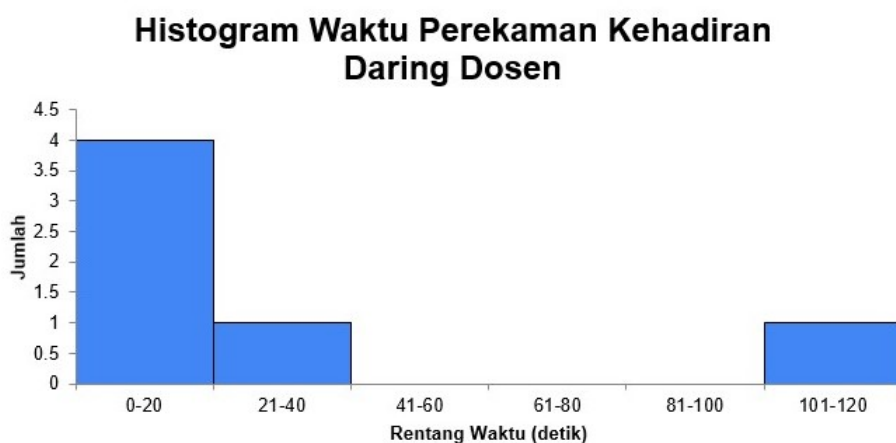 Histogram Waktu Perekaman Kehadiran
Daring Dosen
4.5
4
3.5
3
2.5
2
1.5
1
0.5
0
Jumlah
0-20 21-40 41-60 61-80 81-100 101-120
Rentang Waktu (detik)